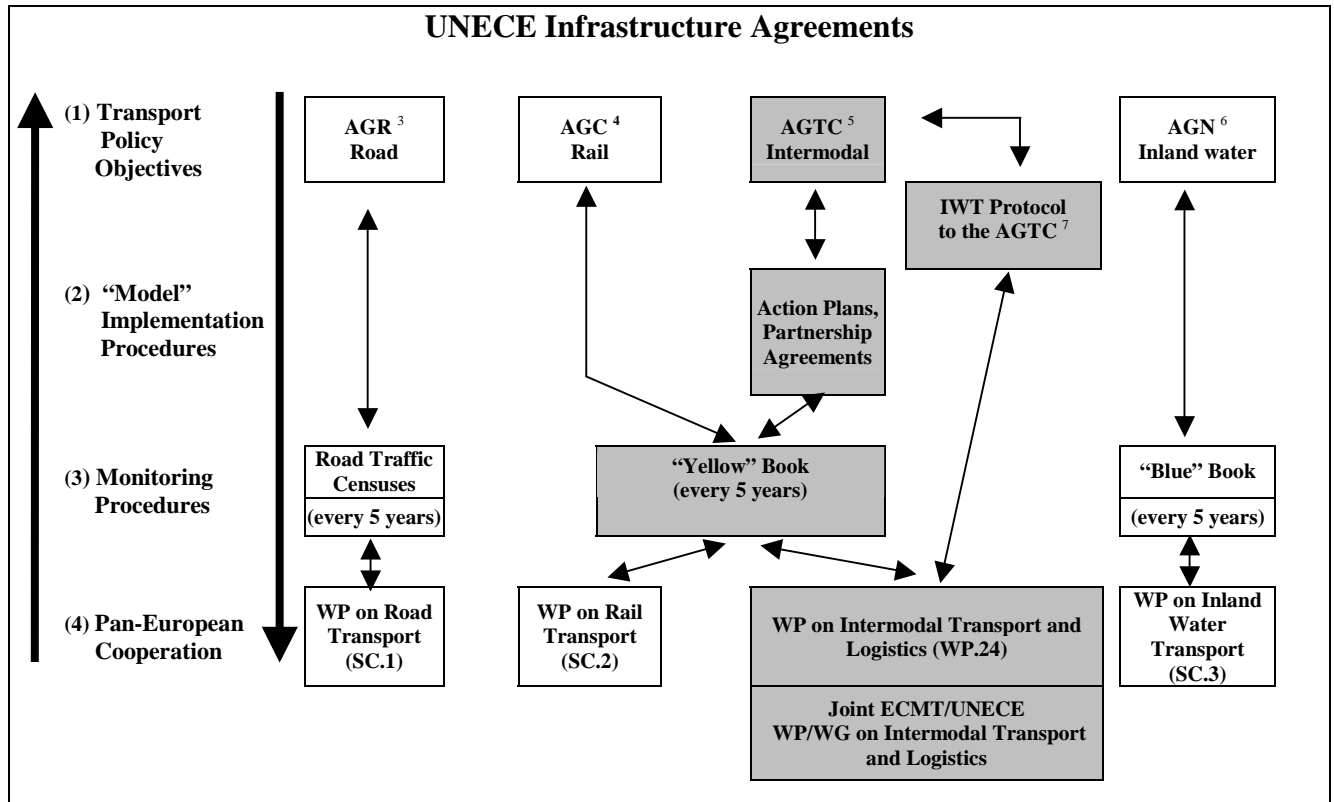 UNECE Infrastructure Agreements
(1) Transport
Policy
Objectives
AGR 3
Road
AGC 4
Rail
AGTC 5
Intermodal
AGN 6
Inland water
IWT Protocol
to the AGTC 7
(2) “Model”
Implementation
Procedures
Action Plans,
Partnership
Agreements
(3) Monitoring
Procedures
Road Traffic
Censuses
(every 5 years)
“Yellow” Book
(every 5 years)
“Blue” Book
(every 5 years)
(4) Pan-European
Cooperation
WP on Road
Transport
(SC.1)
WP on Rail
Transport
(SC.2)
WP on Intermodal Transport and
Logistics (WP.24)
WP on Inland
Water
Transport
(SC.3)
Joint ECMT/UNECE
WP/WG on Intermodal Transport
and Logistics